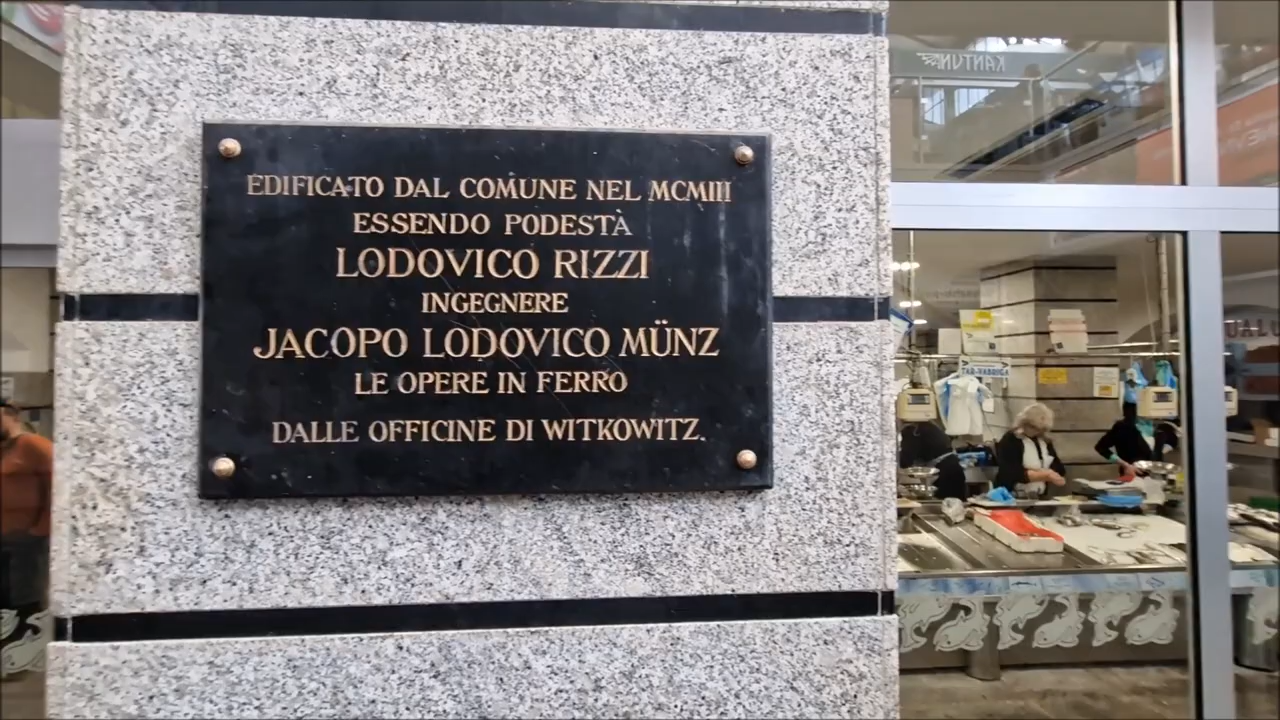 EDIFICATO DAL COMUNE NEL MCMIII
ESSENDO PODESTÀ
LODOVICO RIZZI
INGEGNERE
JACOPO LODOVICO MÜNZ
LE OPERE IN FERRO
DALLE OFFICINE DI WITKOWITZ.
KANTUN